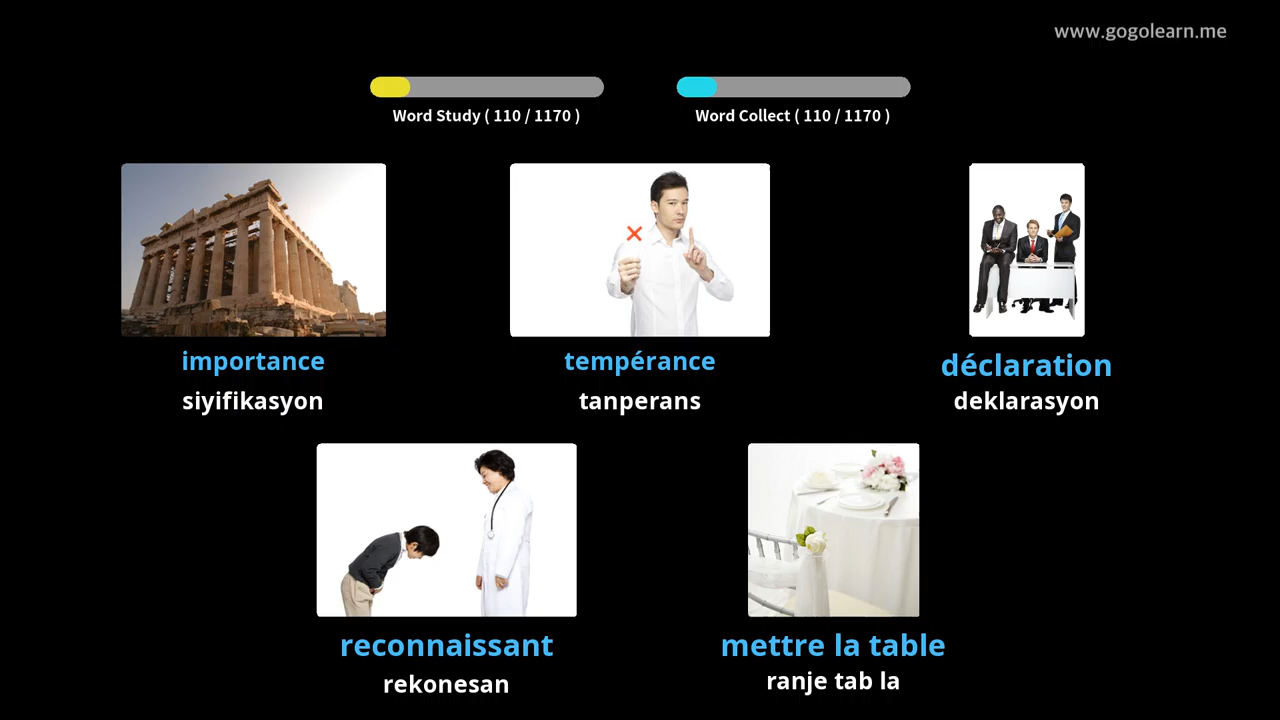 www.gogolearn.me
Word Study ( 110 / 1170 )
Word Collect ( 110 / 1170 )
importance
siyifikasyon
tempérance
tanperans
déclaration
deklarasyon
reconnaissant
rekonesan
mettre la table
ranje tab la